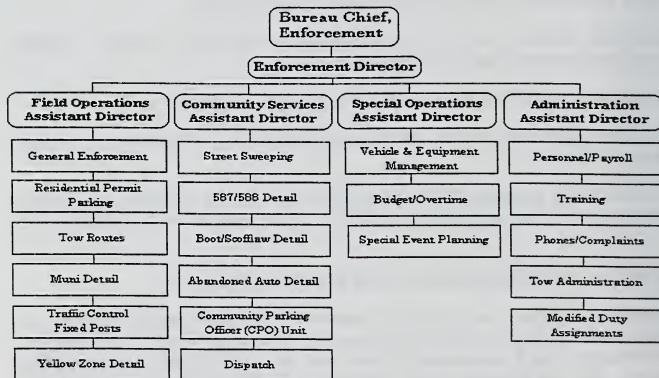 Bureau Chief,
Enforcement
Enforcement Director
Field Operations
Assistant Director
General Enforcement
Residential Permit
Parking
Tow Routes
Muni Detail
Traffic Control
Fixed Posts
Yellow Zone Detail
Community Services
Assistant Director
Street Sweeping
587/588 Detail
Boot/Scofflaw Detail
Abandoned Auto Detail
Community Parking
Officer (CPO) Unit
Dispatch
Special Operations
Assistant Director
Vehicle & Equipment
Management
Budget/Overtime
Special Event Planning
Administration
Assistant Director
Personnel/Payroll
Training
Phones/Complaints
Tow Administration
Modified Duty
Assignments